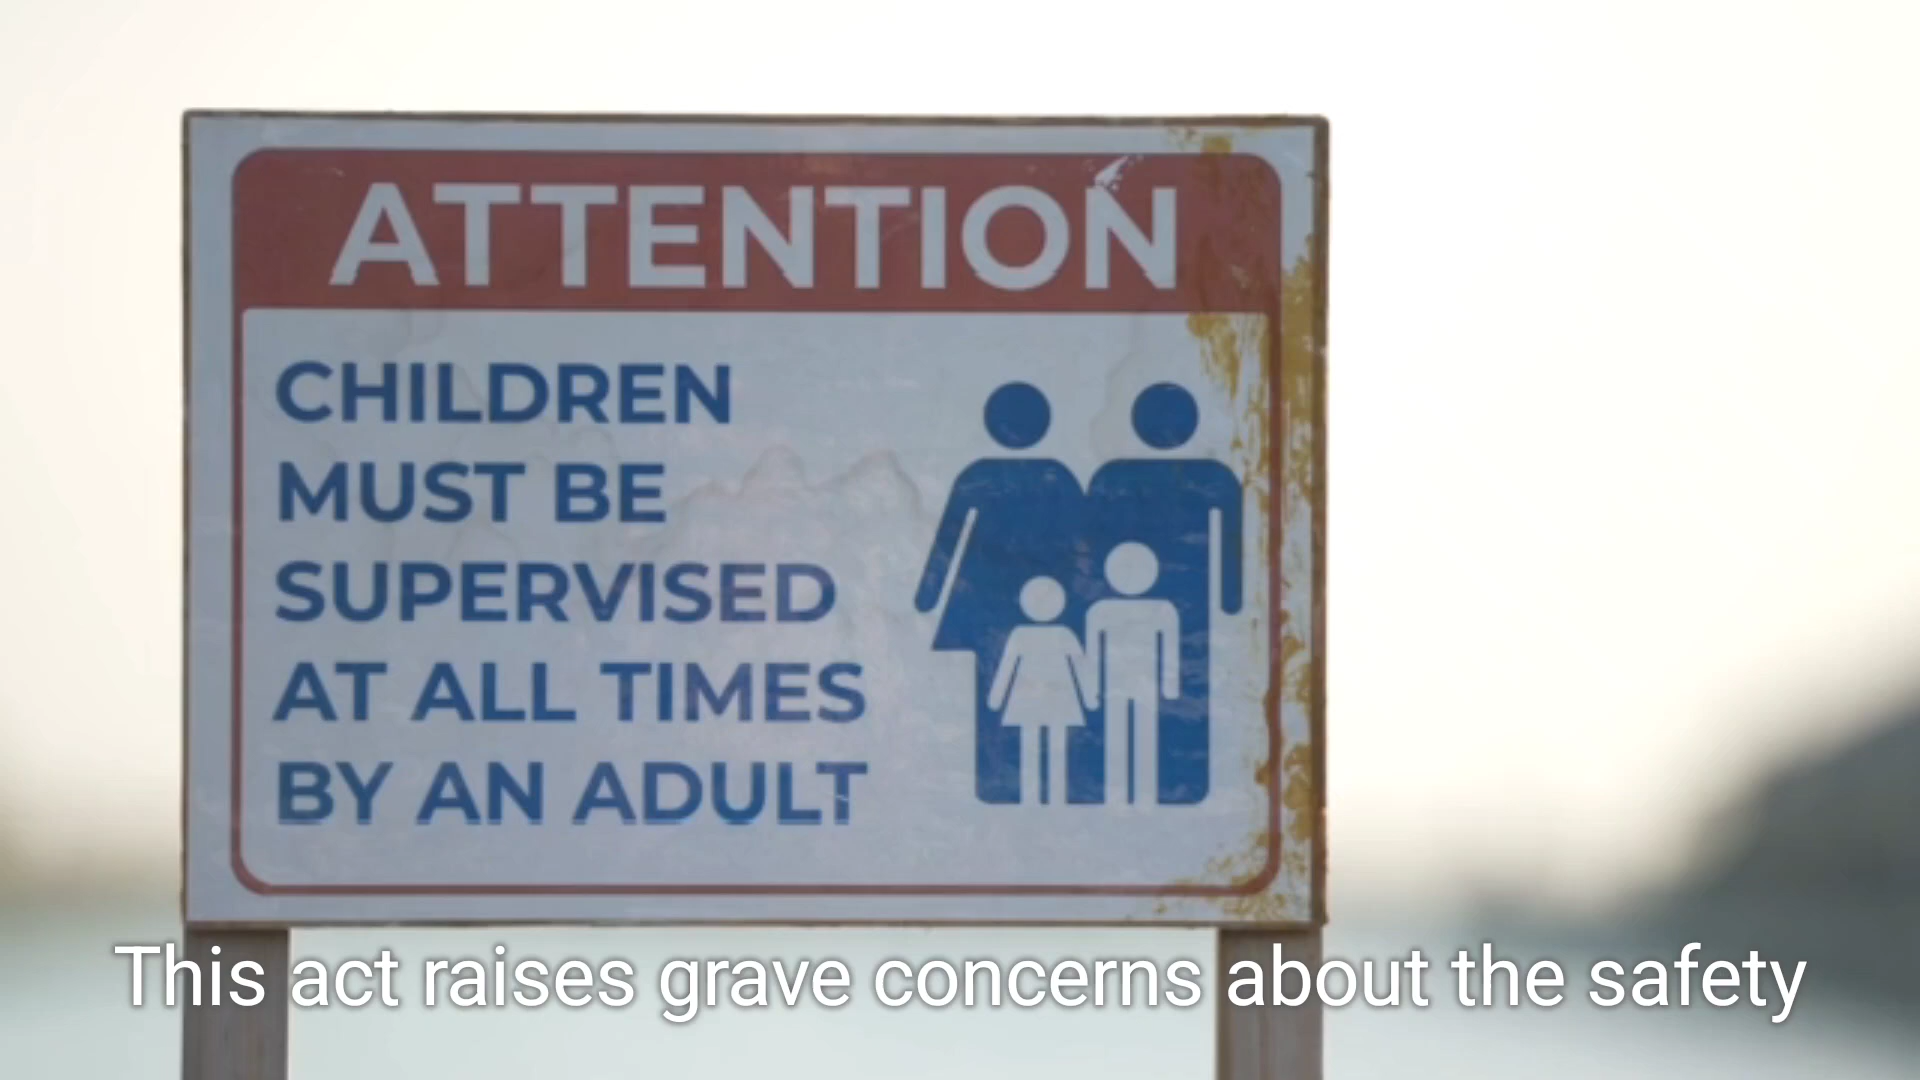 ATTENTION
CHILDREN
MUST BE
SUPERVISED
AT ALL TIMES
BY AN ADULT
This act raises grave concerns about the safety